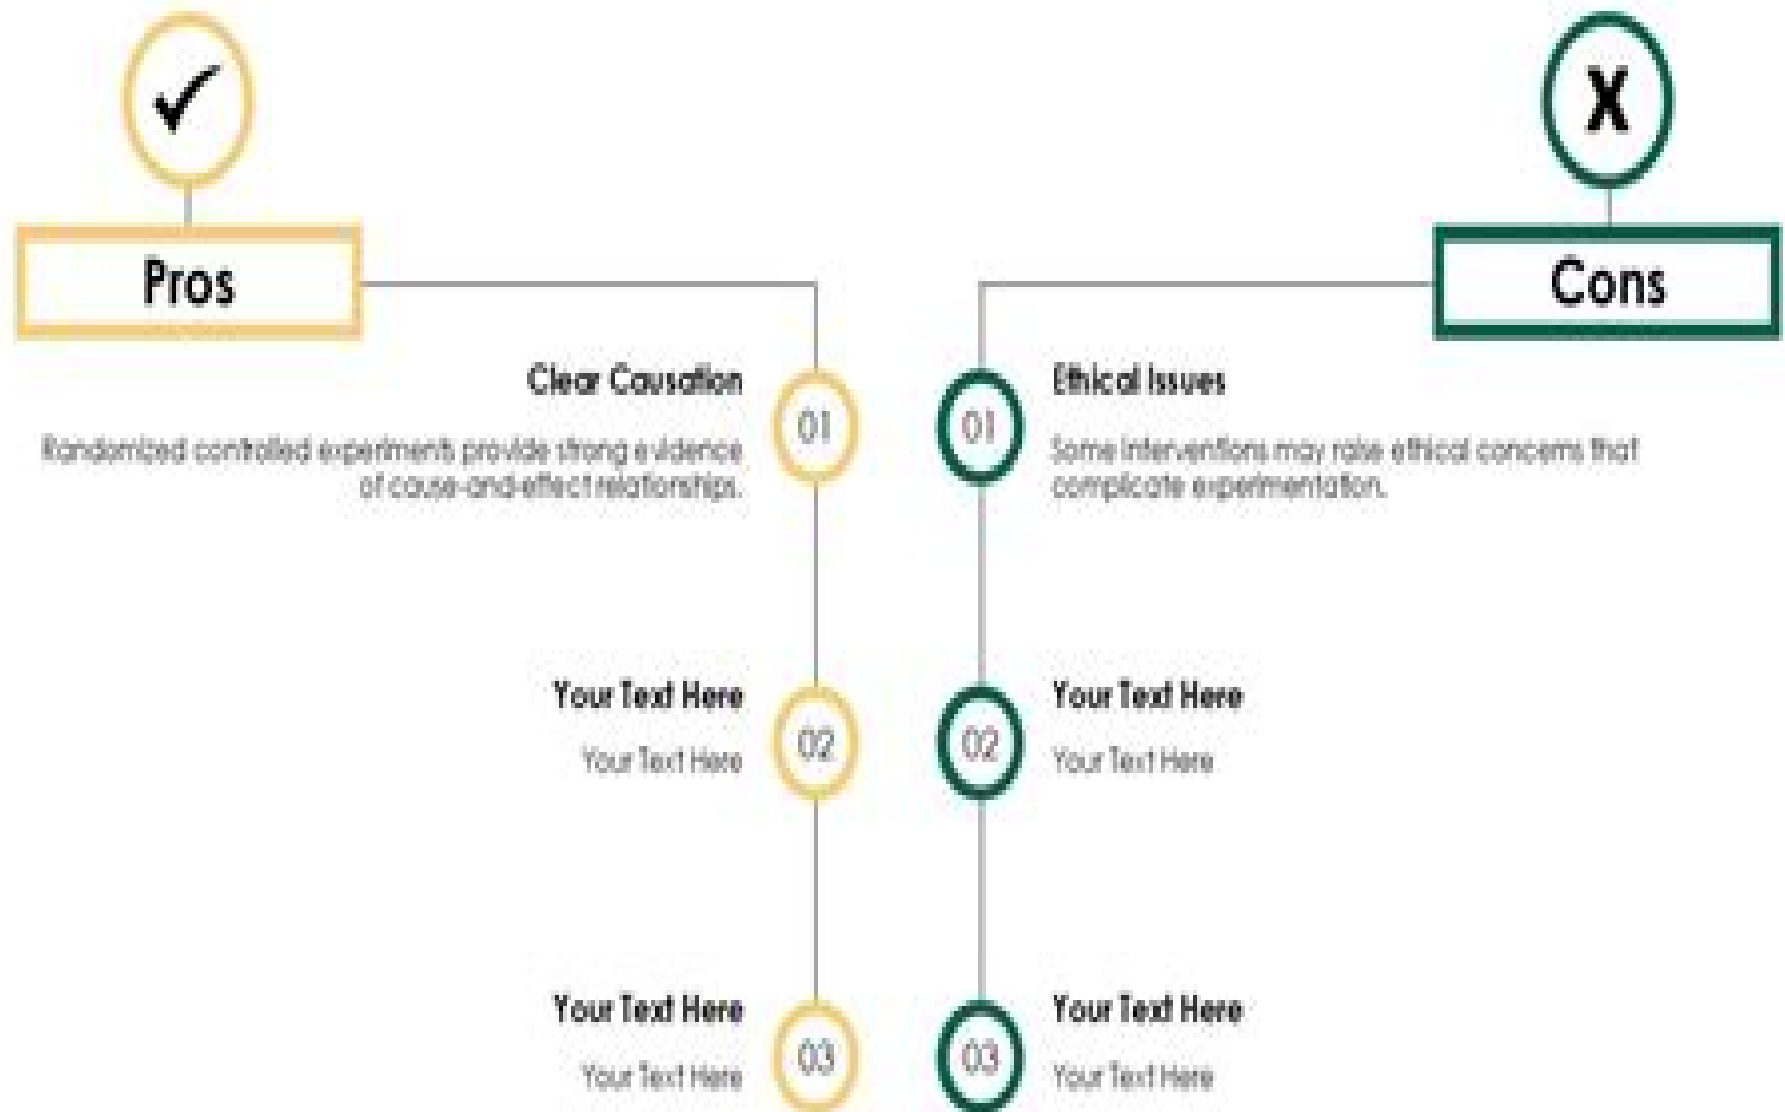 Pros
Clear Causation
01
Randomized controlled experiments provide strong evidence
of cause-and-effect relationships.
Your Text Here
02
Your Text Here
Your Text Here
03
Your Text Here
X
Cons
Ethical Issues
01
Some interventions may raise ethical concerns that
complicate experimentation.
Your Text Here
02
Your Text Here
Your Text Here
03
Your Text Here